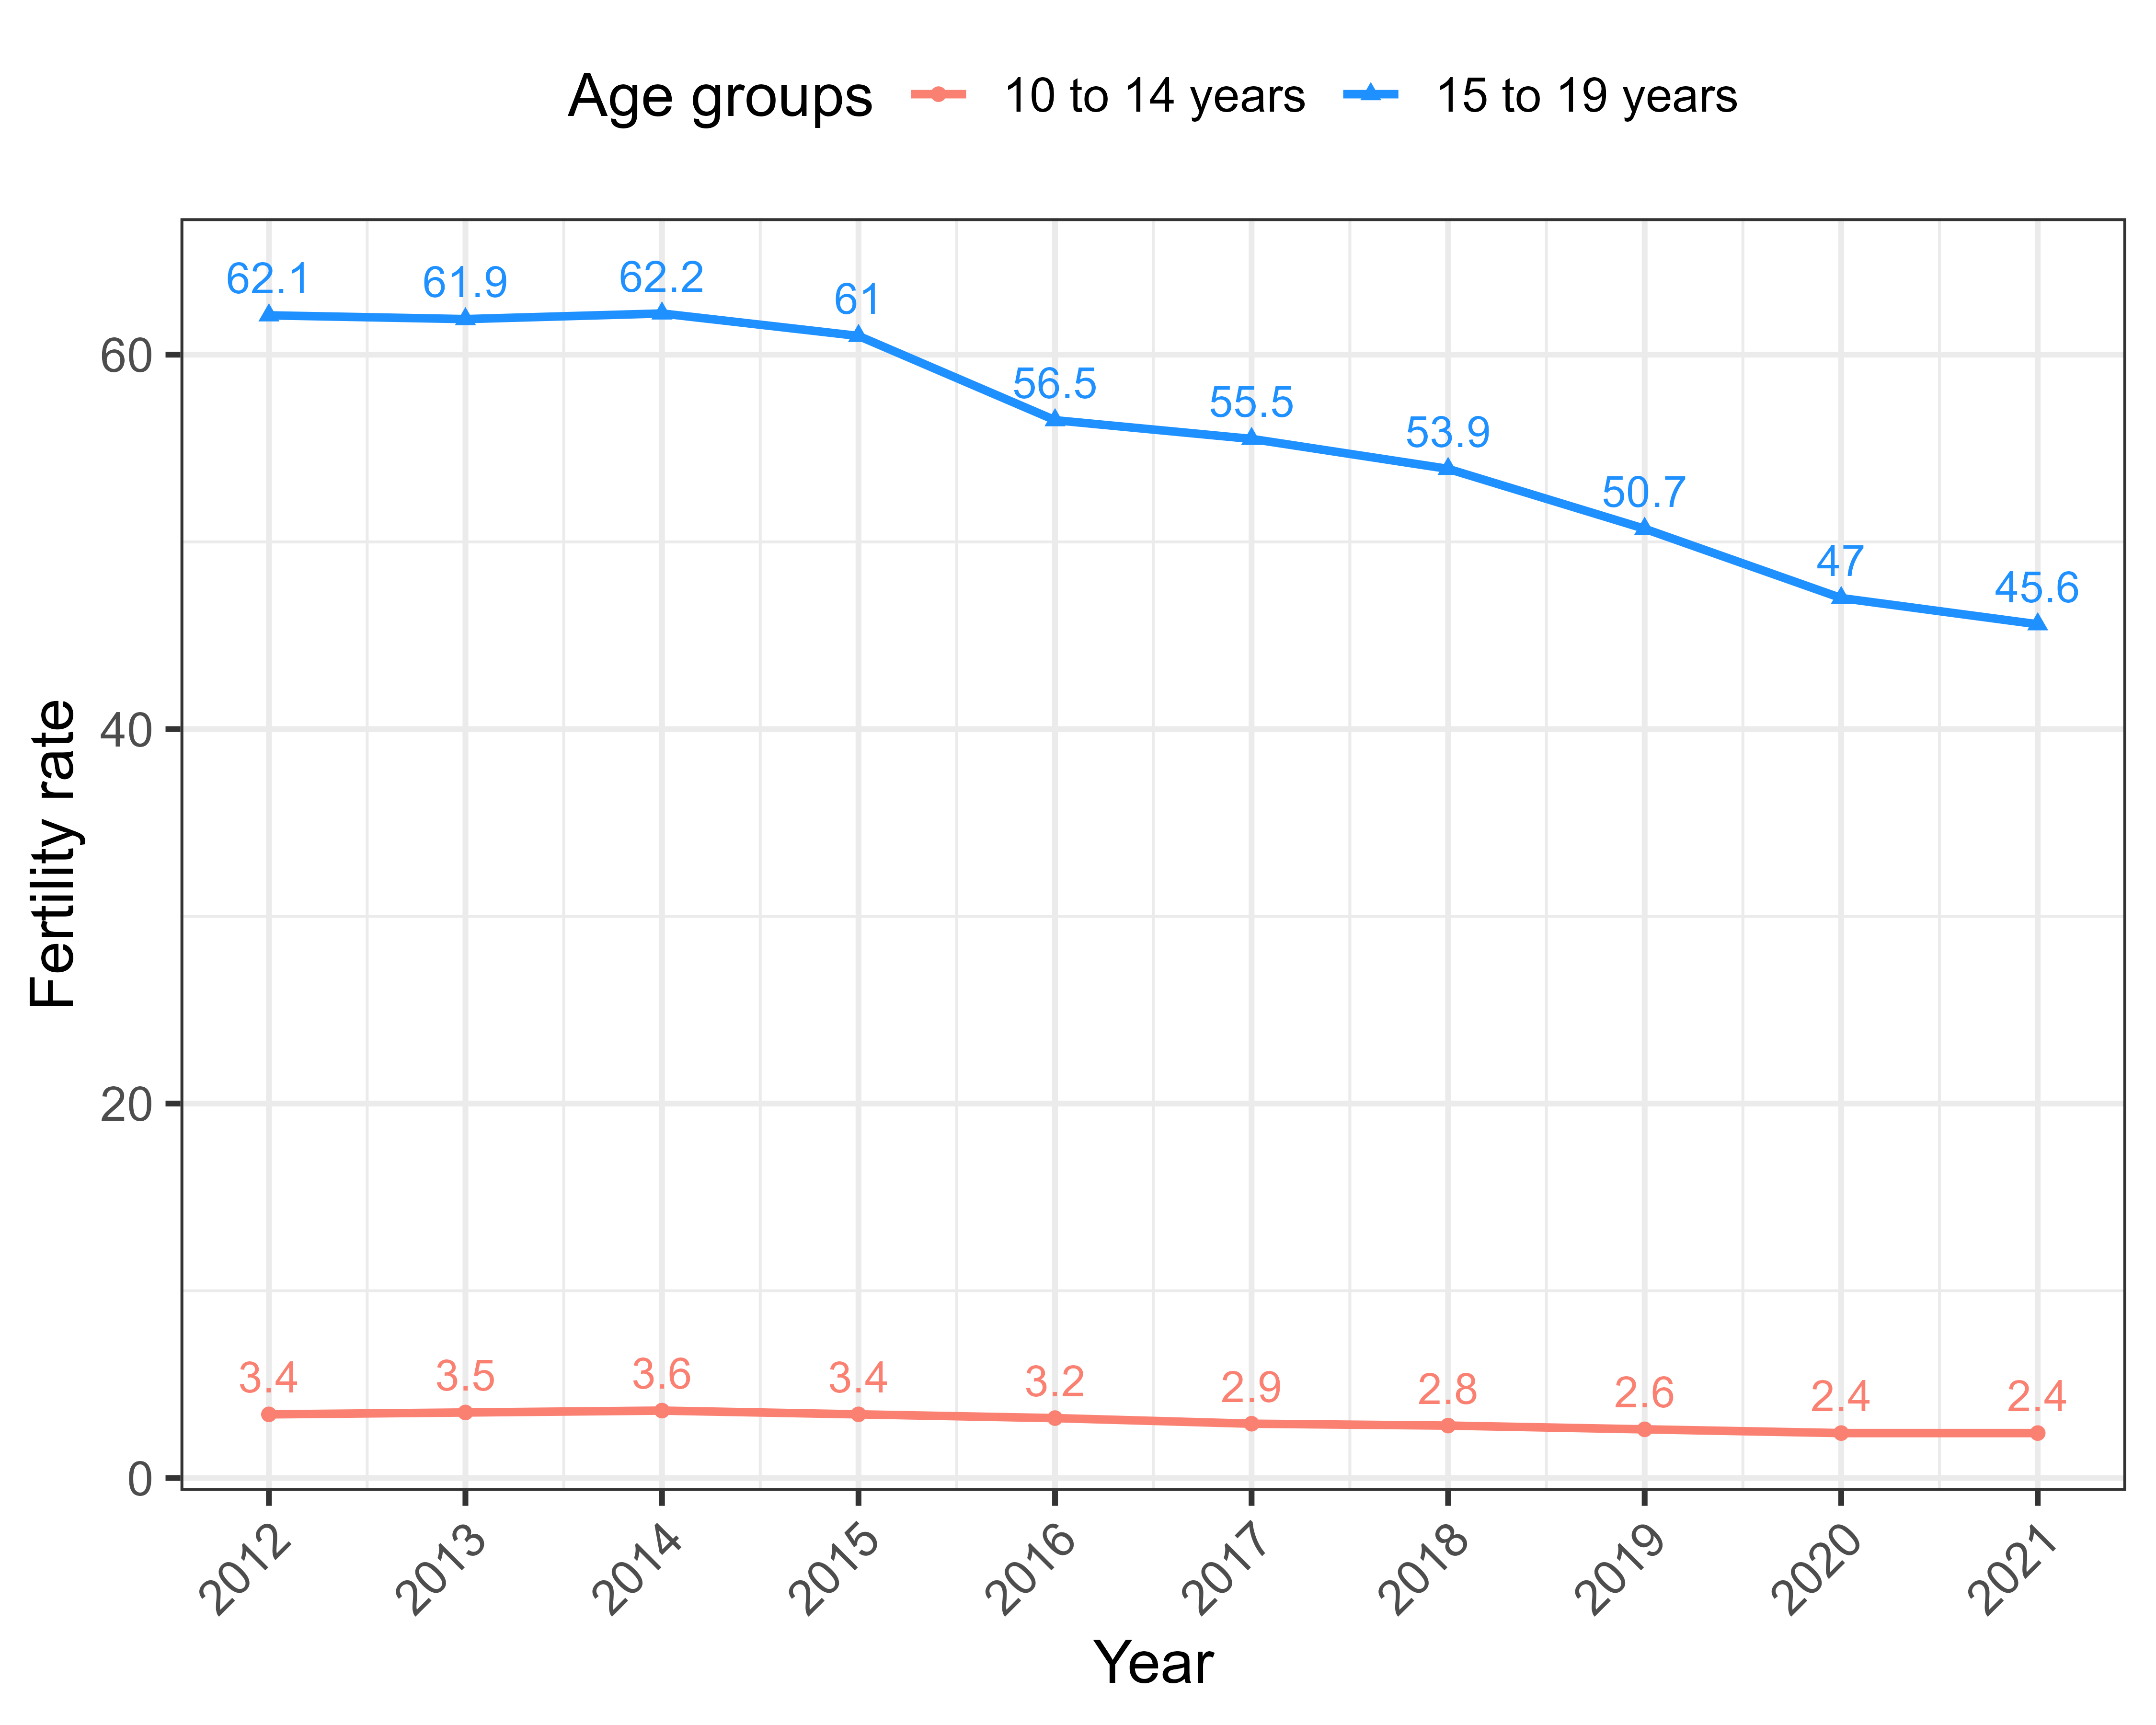 Age groups 10 to 14 years 15 to 19 years
62.1 61.9 62.2 61 56.5 55.5 53.9 50.7 47 45.6
3.4 3.5 3.6 3.4 3.2 2.9 2.8 2.6 2.4 2.4
60
40
20
0
Fertility rate
2012 2013 2014 2015 2016 2017 2018 2019 2020 2021
Year